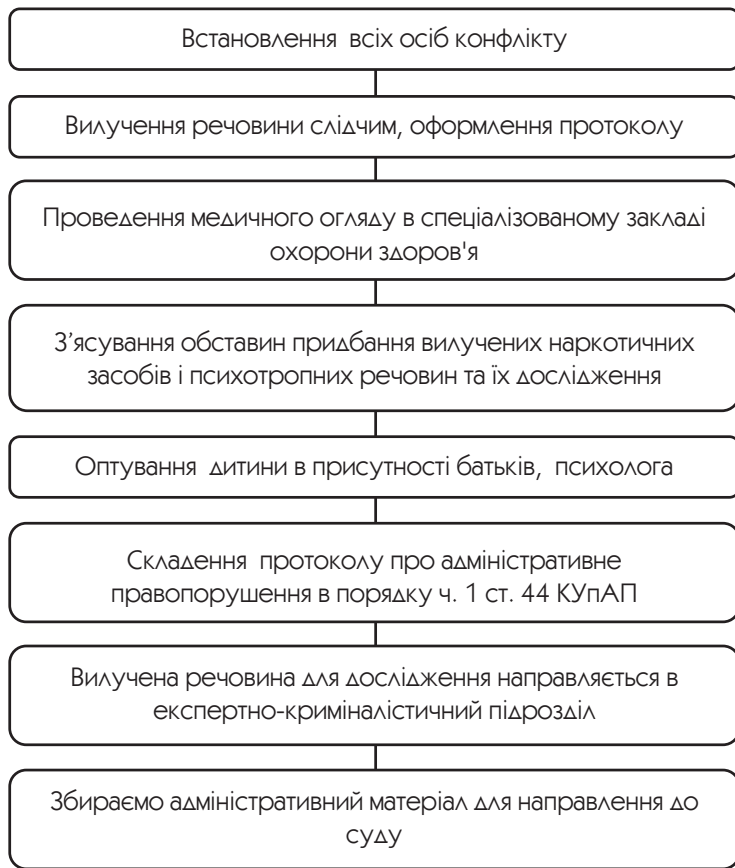 Встановлення всіх осіб конфлікту
Вилучення речовини слідчим, оформлення протоколу
Проведення медичного огляду в спеціалізованому закладі
охорони здоров'я
З’ясування обставин придбання вилучених наркотичних
засобів і психотропних речовин та їх дослідження
Оптування дитини в присутності батьків, психолога
Складення протоколу про адміністративне
правопорушення в порядку ч. 1 ст. 44 КУпАП
Вилучена речовина для дослідження направляється в
експертно-криміналістичний підрозділ
Збираємо адміністративний матеріал для направлення до
суду